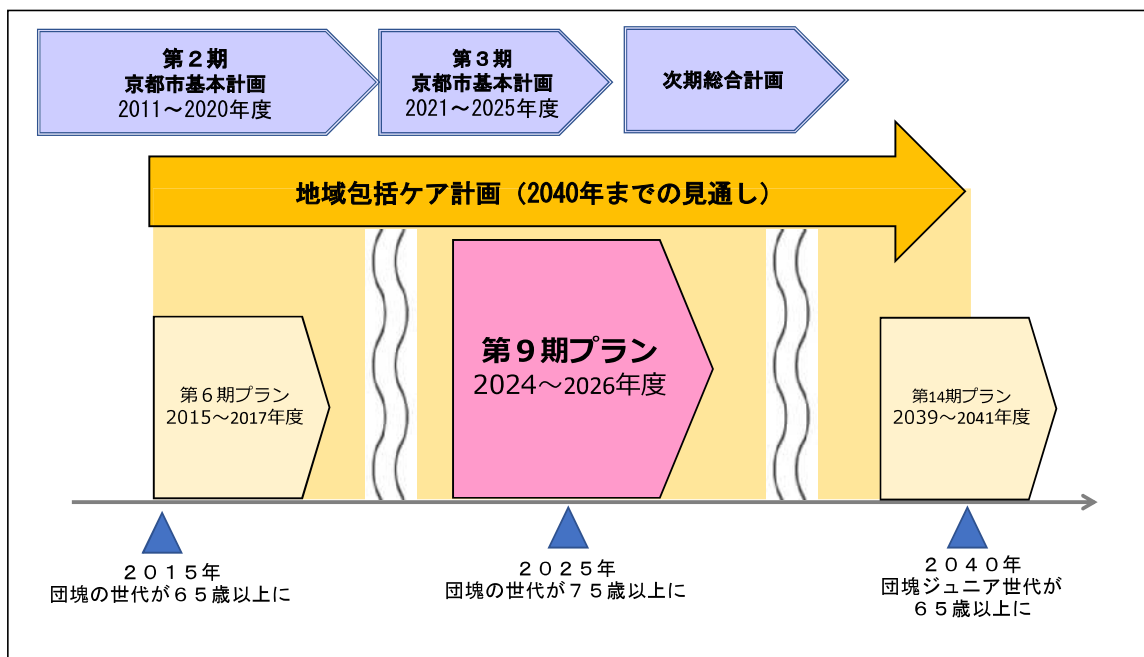 第２期
京都市基本計画
2011～2020年度
第３期
京都市基本計画
2021～2025年度
次期総合計画
地域包括ケア計画（2040年までの見通し）
第６期プラン
2015～2017年度
第９期プラン
2024～2026年度
第14期プラン
2039～2041年度
２０１５年
団塊の世代が６５歳以上に
２０２５年
団塊の世代が７５歳以上に
２０４０年
団塊ジュニア世代が
６５歳以上に